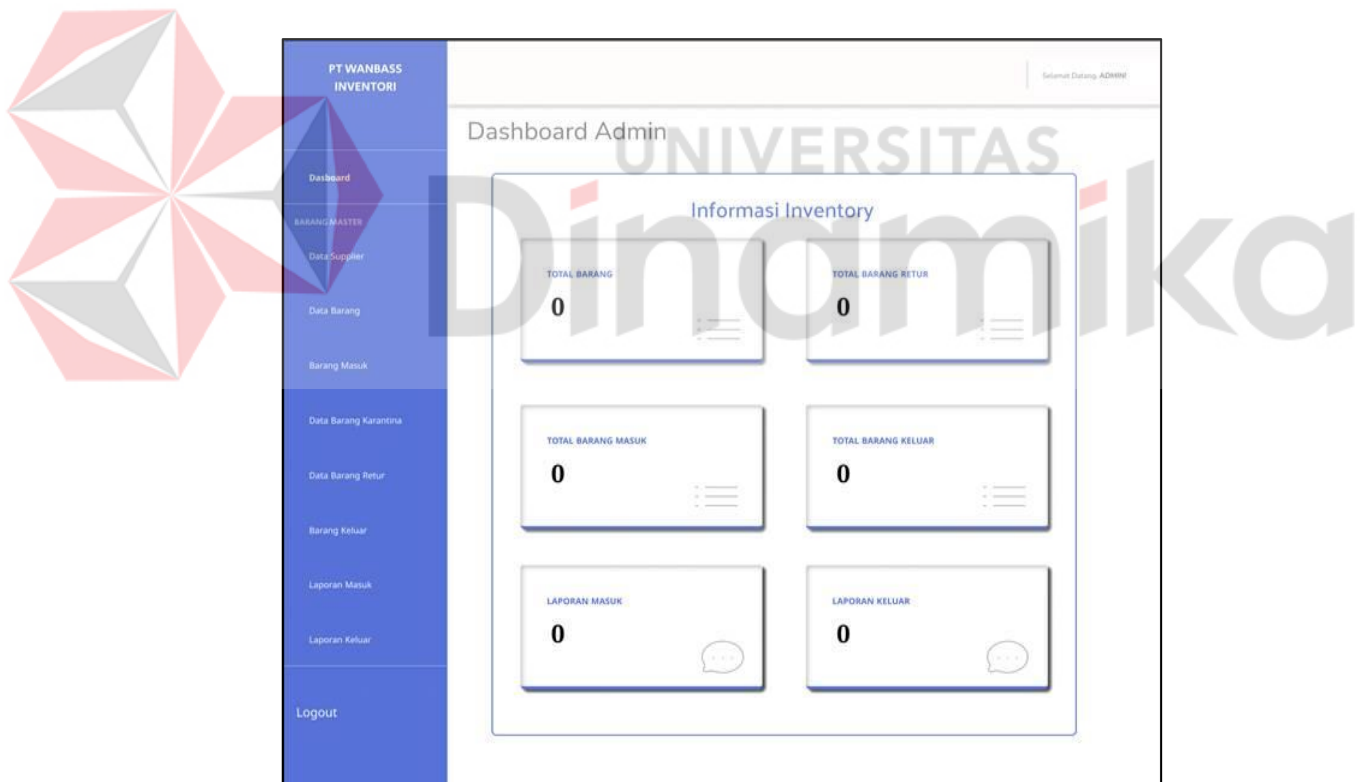 PT WANBASS
INVENTORI
Selamat Datang, ADMIN!
Dashboard Admin
UNIVERSITAS
Dinamika
Dasboard
BARANG MASTER
Data Supplier
Data Barang
Barang Masuk
Data Barang Karantina
Data Barang Retur
Barang Keluar
Laporan Masuk
Laporan Keluar
Logout
Informasi Inventory
TOTAL BARANG
0
TOTAL BARANG RETUR
0
TOTAL BARANG MASUK
0
TOTAL BARANG KELUAR
0
LAPORAN MASUK
0
LAPORAN KELUAR
0